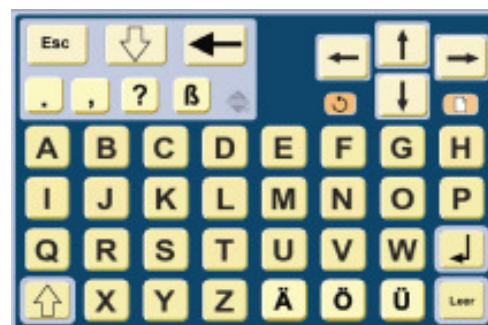 Esc
. , ? ß
A B C D E F G H
I J K L M N O P
Q R S T U V W
X Y Z Ä Ö Ü Leer